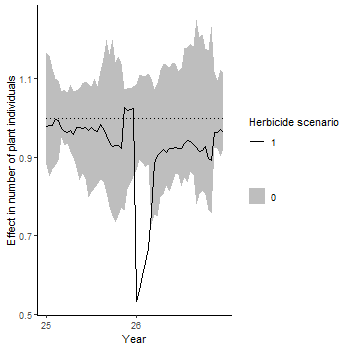 Effect in number of plant individuals
1.1
0.9
0.7
0.5
25
26
Year
Herbicide scenario
1
0